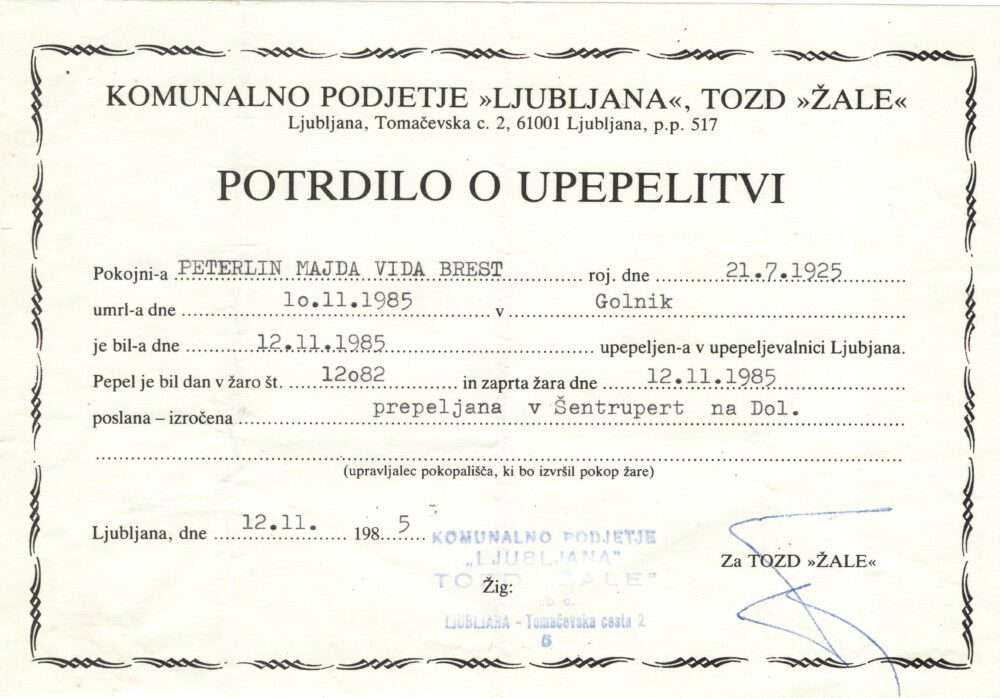 KOMUNALNO PODJETJE »LJUBLJANA«, TOZD »ŽALE«
Ljubljana, Tomačevska c. 2, 61001 Ljubljana, p.p. 517
POTRDILO O UPEPELITVI
Pokojni-a PETERLIN MAJDA VIDA BREST roj. dne 21.7.1925
umrl-a dne 1o.11.1985 v Golnik
je bil-a dne 12.11.1985 upepeljen-a v upepeljevalnici Ljubjana.
Pepel je bil dan v žaro št. 12o82 in zaprta žara dne 12.11.1985
poslana – izročena prepeljana v Šentrupert na Dol.
(upravljalec pokopališča, ki bo izvršil pokop žare)
Ljubljana, dne 12.11. 198 5
KOMUNALNO PODJETJE
„LJUBLJANA"
TOZD "ŽALE"
Žig:
b. o.
LJUBLJANA - Tomačevska cesta 2
5
Za TOZD »ŽALE«